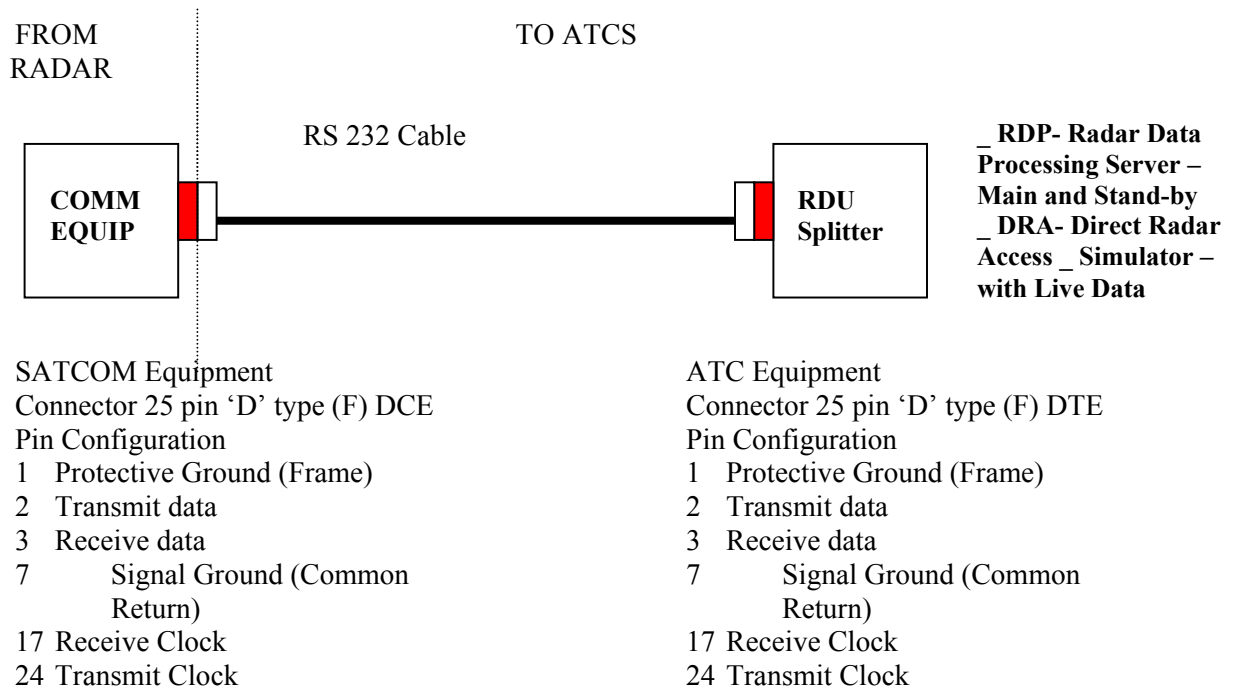 FROM
RADAR
TO ATCS
RS 232 Cable
COMM
EQUIP
RDU
Splitter
_ RDP- Radar Data
Processing Server –
Main and Stand-by
_ DRA- Direct Radar
Access _ Simulator –
with Live Data
SATCOM Equipment
Connector 25 pin ‘D’ type (F) DCE
Pin Configuration
1 Protective Ground (Frame)
2 Transmit data
3 Receive data
7 Signal Ground (Common
Return)
17 Receive Clock
24 Transmit Clock
ATC Equipment
Connector 25 pin ‘D’ type (F) DTE
Pin Configuration
1 Protective Ground (Frame)
2 Transmit data
3 Receive data
7 Signal Ground (Common
Return)
17 Receive Clock
24 Transmit Clock